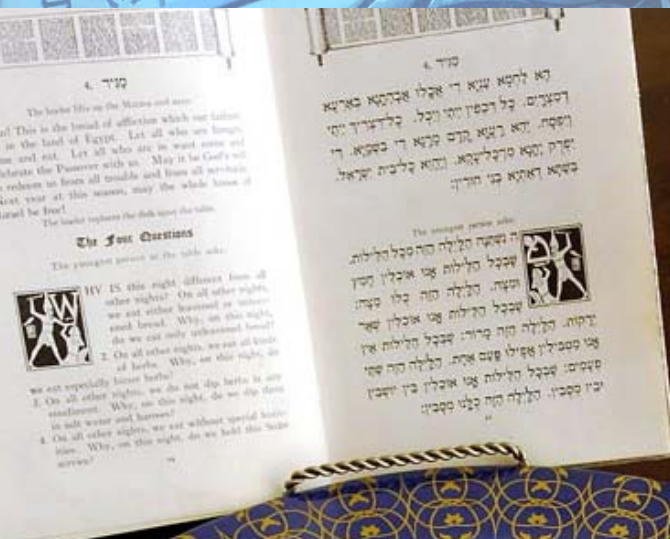 4. מַגִּיד
The leader lifts up the Matzos and says:
This is the bread of affliction which our fathers
in the land of Egypt. Let all who are hungry,
and eat. Let all who are in want come and
celebrate the Passover with us. May it be God's will
redeem us from all trouble and from all servitude.
Next year at this season, may the whole house of
Israel be free!
The leader replaces the dish upon the table.
The Four Questions
The youngest person at the table asks:
WHY IS this night different from all
other nights? On all other nights,
we eat either leavened or unleav-
ened bread. Why, on this night,
do we eat only unleavened bread?
2. On all other nights, we eat all kinds
of herbs. Why, on this night, do
we eat especially bitter herbs?
3. On all other nights, we do not dip herbs in any
condiment. Why, on this night, do we dip them
in salt water and haroses?
4. On all other nights, we eat without special festiv-
ities. Why, on this night, do we hold this Seder
service?
4. מַגִּיד
הָא לַחְמָא עַנְיָא דִּי אֲכָלוּ אַבְהָתָנָא בְּאַרְעָא
דְמִצְרָיִם. כָּל דִּכְפִין יֵיתֵי וְיֵכָל. כָּל־דִּצְרִיךְ יֵיתֵי
וְיִפְסַח. יְהֵא רַעֲוָא קֳדָם מָרָנָא דִּי בִשְׁמַיָּא. דִּי
יִפְרֹק יָתָנָא וְיָת כָּל־בֵּית יִשְׂרָאֵל.
בְּשַׁתָּא דְאָתְיָא בְּנֵי חוֹרִין:
The youngest person asks:
מַה נִּשְׁתַּנָּה הַלַּיְלָה הַזֶּה מִכָּל הַלֵּילוֹת.
שֶׁבְּכָל הַלֵּילוֹת אָנוּ אוֹכְלִין חָמֵץ
וּמַצָּה. הַלַּיְלָה הַזֶּה כֻּלּוֹ מַצָּה:
שֶׁבְּכָל הַלֵּילוֹת אָנוּ אוֹכְלִין שְׁאָר
יְרָקוֹת. הַלַּיְלָה הַזֶּה מָרוֹר: שֶׁבְּכָל הַלֵּילוֹת אֵין
אָנוּ מַטְבִּילִין אֲפִילוּ פַּעַם אֶחָת. הַלַּיְלָה הַזֶּה שְׁתֵּי
פְעָמִים: שֶׁבְּכָל הַלֵּילוֹת אָנוּ אוֹכְלִין בֵּין יוֹשְׁבִין
וּבֵין מְסֻבִּין. הַלַּיְלָה הַזֶּה כֻּלָּנוּ מְסֻבִּין: